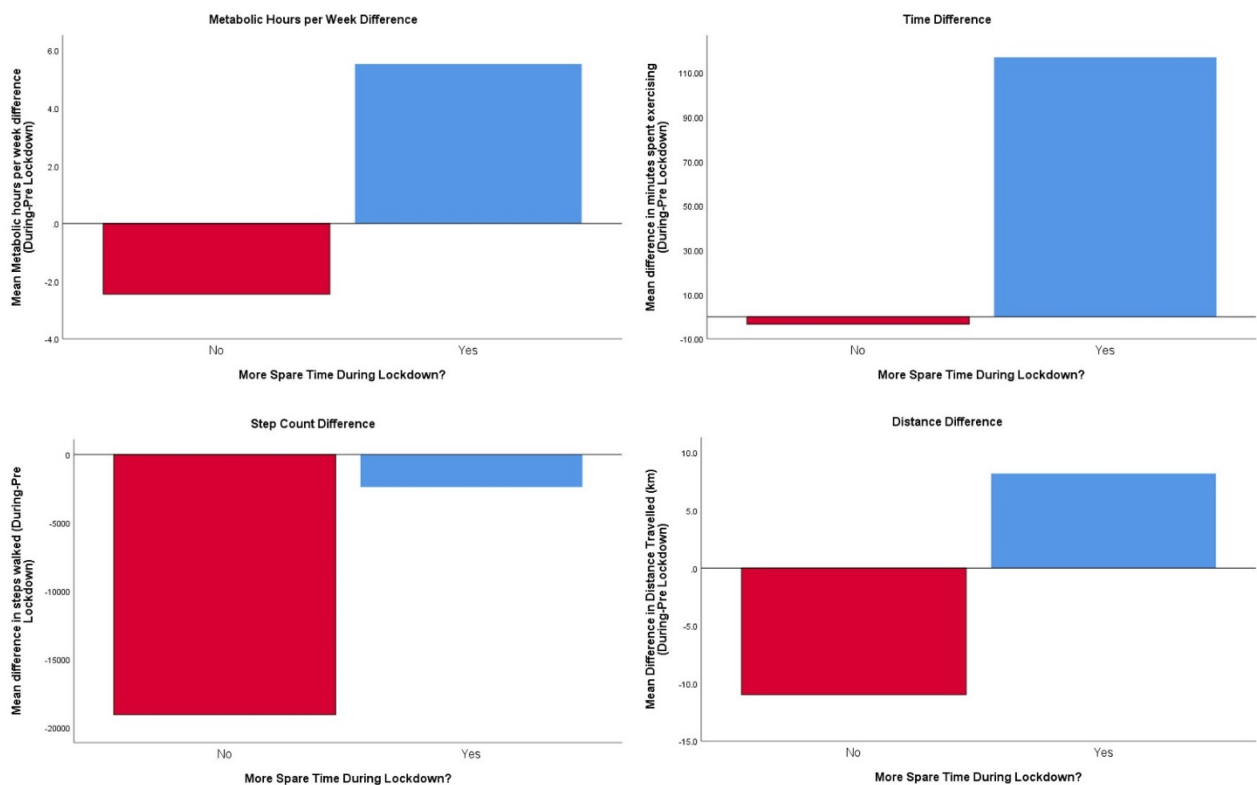 Metabolic Hours per Week Difference
Mean Metabolic hours per week difference
(During-Pre Lockdown)
6.0
4.0
2.0
.0
-2.0
-4.0
No Yes
More Spare Time During Lockdown?
Time Difference
Mean difference in minutes spent exercising
(During-Pre Lockdown)
110.00
90.00
70.00
50.00
30.00
10.00
-10.00
No Yes
More Spare Time During Lockdown?
Step Count Difference
Mean difference in steps walked (During-Pre
Lockdown)
0
-5000
-10000
-15000
-20000
No Yes
More Spare Time During Lockdown?
Distance Difference
Mean Difference in Distance Travelled (km)
(During-Pre Lockdown)
10.0
5.0
.0
-5.0
-10.0
-15.0
No Yes
More Spare Time During Lockdown?